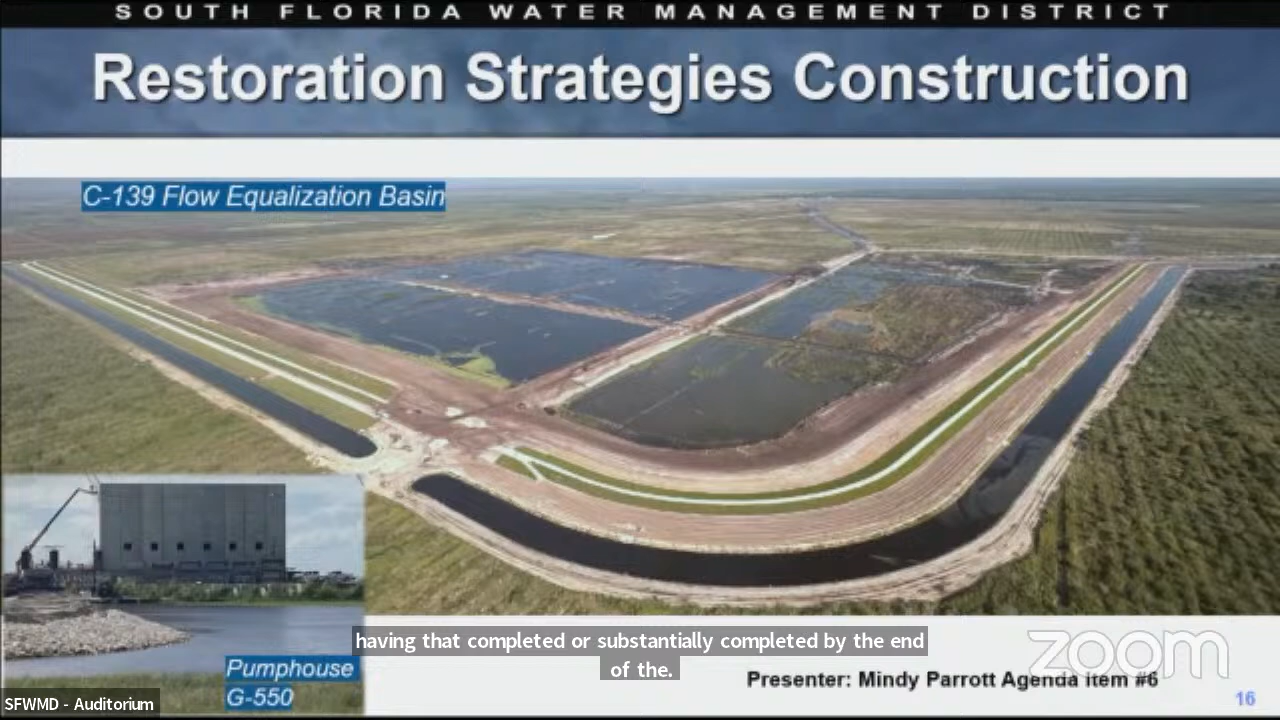 SOUTH FLORIDA WATER MANAGEMENT DISTRICT
Restoration Strategies Construction
C-139 Flow Equalization Basin
having that completed or substantially completed by the end
of the.
Pumphouse
G-550
zoom
Presenter: Mindy Parrott Agenda Item #6
SFWMD - Auditorium
16